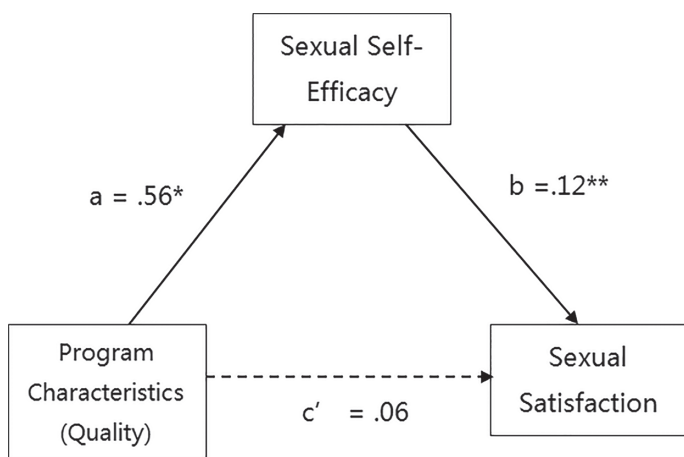 Sexual Self-
Efficacy
a = .56*
b =.12**
Program
Characteristics
(Quality)
Sexual
Satisfaction
c’ = .06